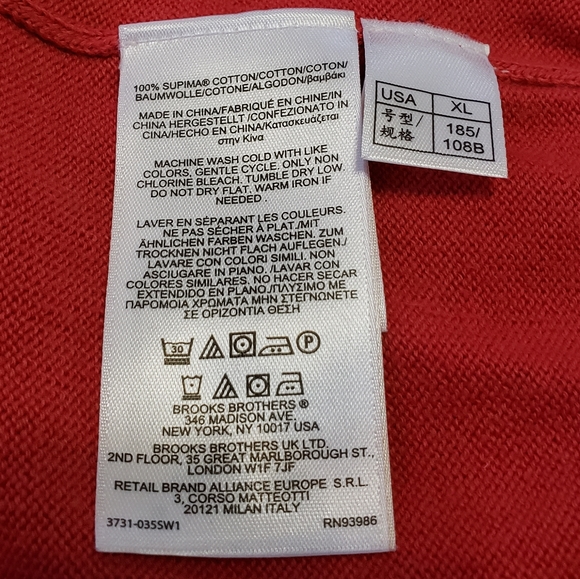 100% SUPIMA® COTTON/COTTON/COTON/
BAUMWOLLE/COTONE/ALGODON/βαμβάκι
MADE IN CHINA/FABRIQUÉ EN CHINE/IN
CHINA HERGESTELLT /CONFEZIONATO IN
CINA/HECHO EN CHINA/Κατασκευάζεται
στην Κίνα
MACHINE WASH COLD WITH LIKE
COLORS, GENTLE CYCLE. ONLY NON
CHLORINE BLEACH. TUMBLE DRY LOW.
DO NOT DRY FLAT. WARM IRON IF
NEEDED .
LAVER EN SÉPARANT LES COULEURS.
NE PAS SÉCHER À PLAT./MIT
ÄHNLICHEN FARBEN WASCHEN. ZUM
TROCKNEN NICHT FLACH AUFLEGEN./
LAVARE CON COLORI SIMILI. NON
ASCIUGARE IN PIANO. /LAVAR CON
COLORES SIMILARES. NO HACER SECAR
EXTENDIDO EN PLANO./ΠΛΥΣΙΜΟ ΜΕ
ΠΑΡΟΜΟΙΑ ΧΡΩΜΑΤΑ ΜΗΝ ΣΤΕΓΝΩΝΕΤΕ
ΣΕ ΟΡΙΖΟΝΤΙΑ ΘΕΣΗ
30 P
BROOKS BROTHERS ®
346 MADISON AVE.
NEW YORK, NY 10017 USA
BROOKS BROTHERS UK LTD.
2ND FLOOR, 35 GREAT MARLBOROUGH ST.,
LONDON W1F 7JF
RETAIL BRAND ALLIANCE EUROPE S.R.L.
3, CORSO MATTEOTTI
20121 MILAN ITALY
3731-035SW1 RN93986
USA XL
号型/ 185/
规格 108B